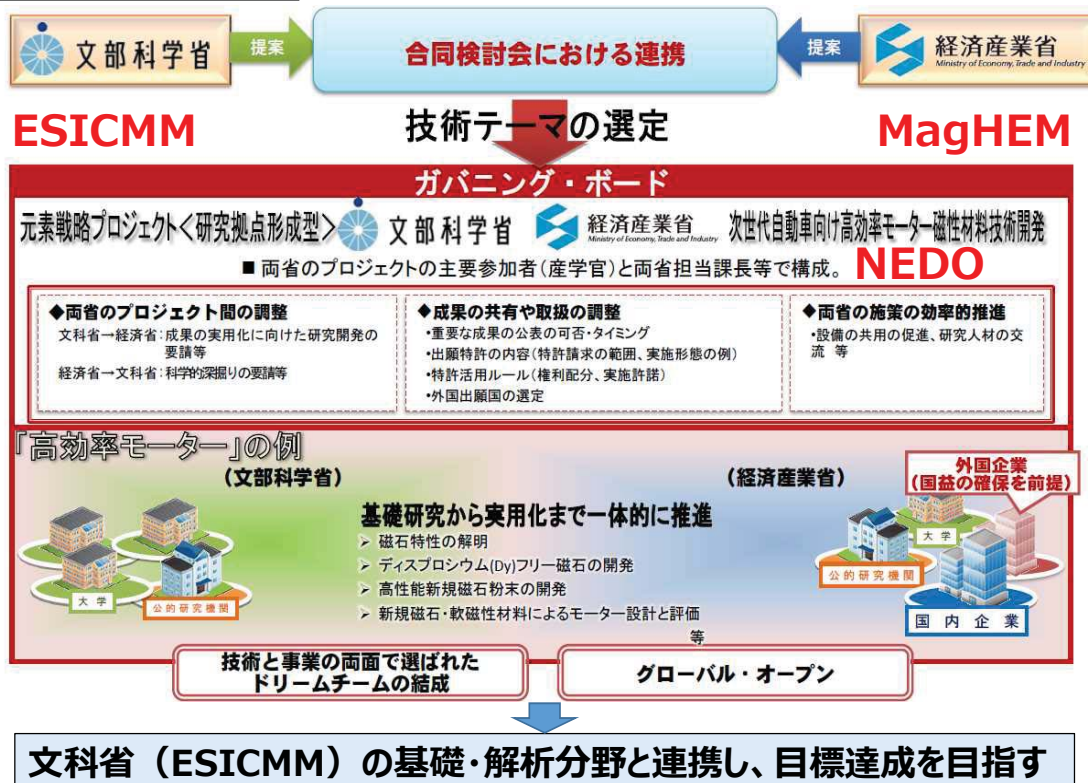 文部科学省
提案
合同検討会における連携
提案
経済産業省
Ministry of Economy, Trade and Industry
ESICMM
技術テーマの選定
MagHEM
ガバニング・ボード
元素戦略プロジェクト<研究拠点形成型>
文部科学省
経済産業省
Ministry of Economy, Trade and Industry
次世代自動車向け高効率モーター磁性材料技術開発
■ 両省のプロジェクトの主要参加者(産学官)と両省担当課長等で構成。
NEDO
◆両省のプロジェクト間の調整
文科省→経済省:成果の実用化に向けた研究開発の
要請等
経済省→文科省:科学的深掘りの要請等
◆成果の共有や取扱の調整
・重要な成果の公表の可否・タイミング
・出願特許の内容(特許請求の範囲、実施形態の例)
・特許活用ルール(権利配分、実施許諾)
・外国出願国の選定
◆両省の施策の効率的推進
・設備の共用の促進、研究人材の交
流 等
「高効率モーター」の例
(文部科学省)
(経済産業省)
外国企業
(国益の確保を前提)
基礎研究から実用化まで一体的に推進
➢ 磁石特性の解明
➢ ディスプロシウム(Dy)フリー磁石の開発
➢ 高性能新規磁石粉末の開発
➢ 新規磁石・軟磁性材料によるモーター設計と評価
等
大学
公的研究機関
大学
公的研究機関
国内企業
技術と事業の両面で選ばれた
ドリームチームの結成
グローバル・オープン
文科省(ESICMM)の基礎・解析分野と連携し、目標達成を目指す